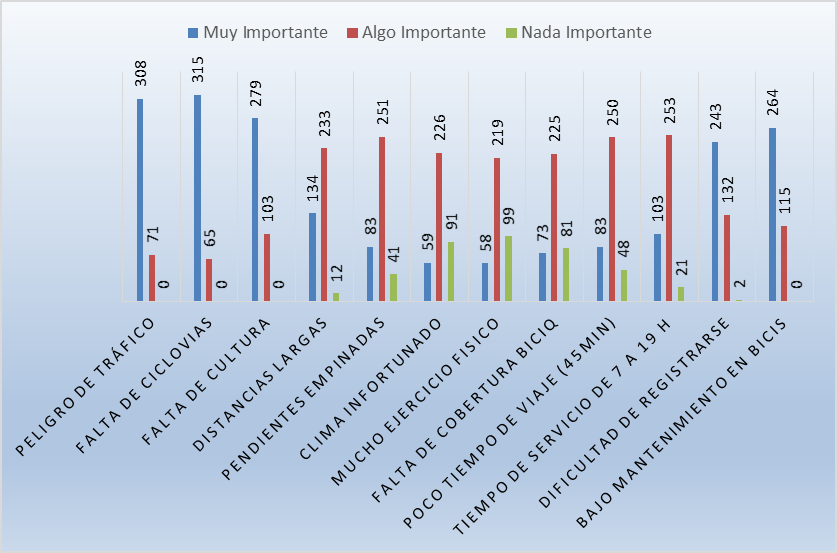 Muy Importante Algo Importante Nada Importante
308 71 0
315 65 0
279 103 0
134 233 12
83 251 41
59 226 91
58 219 99
73 225 81
83 250 48
103 253 21
243 132 2
264 115 0
PELIGRO DE TRÁFICO
FALTA DE CICLOVIAS
FALTA DE CULTURA
DISTANCIAS LARGAS
PENDIENTES EMPINADAS
CLIMA INFORTUNADO
MUCHO EJERCICIO FISICO
FALTA DE COBERTURA BICIQ
POCO TIEMPO DE VIAJE (45MIN)
TIEMPO DE SERVICIO DE 7 A 19 H
DIFICULTAD DE REGISTRARSE
BAJO MANTENIMIENTO EN BICIS